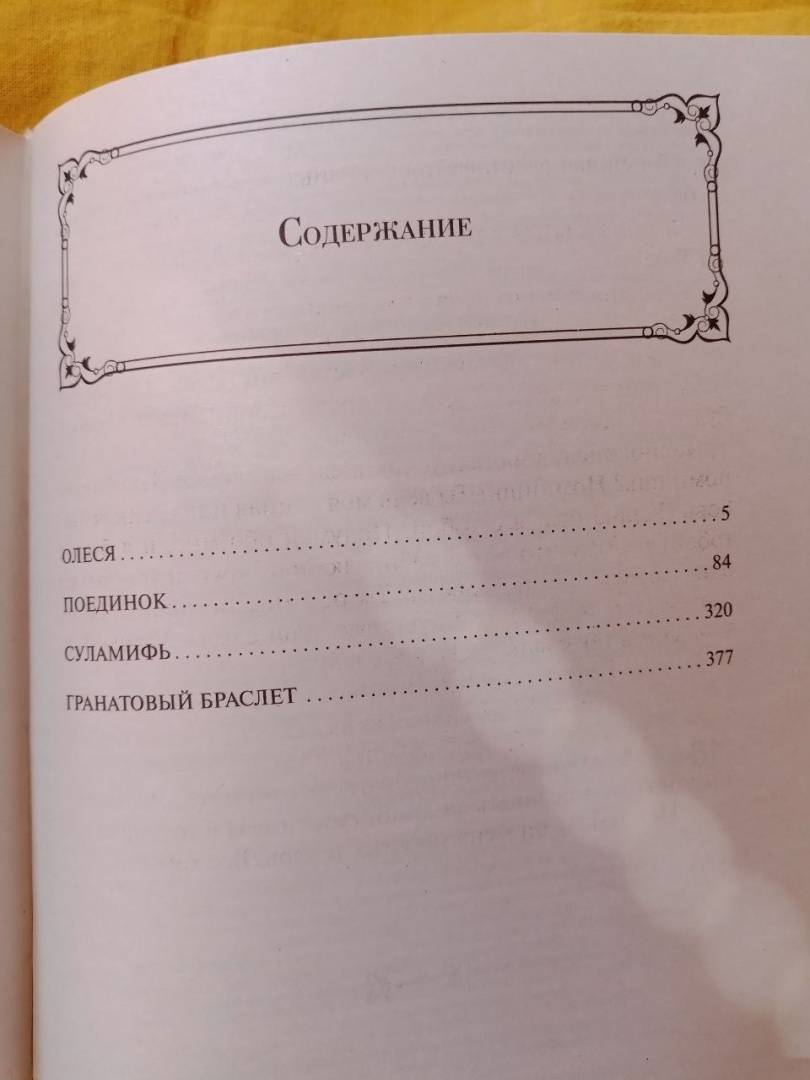 СОДЕРЖАНИЕ
ОЛЕСЯ........................................................5
ПОЕДИНОК..................................................84
СУЛАМИФЬ................................................320
ГРАНАТОВЫЙ БРАСЛЕТ....................................377